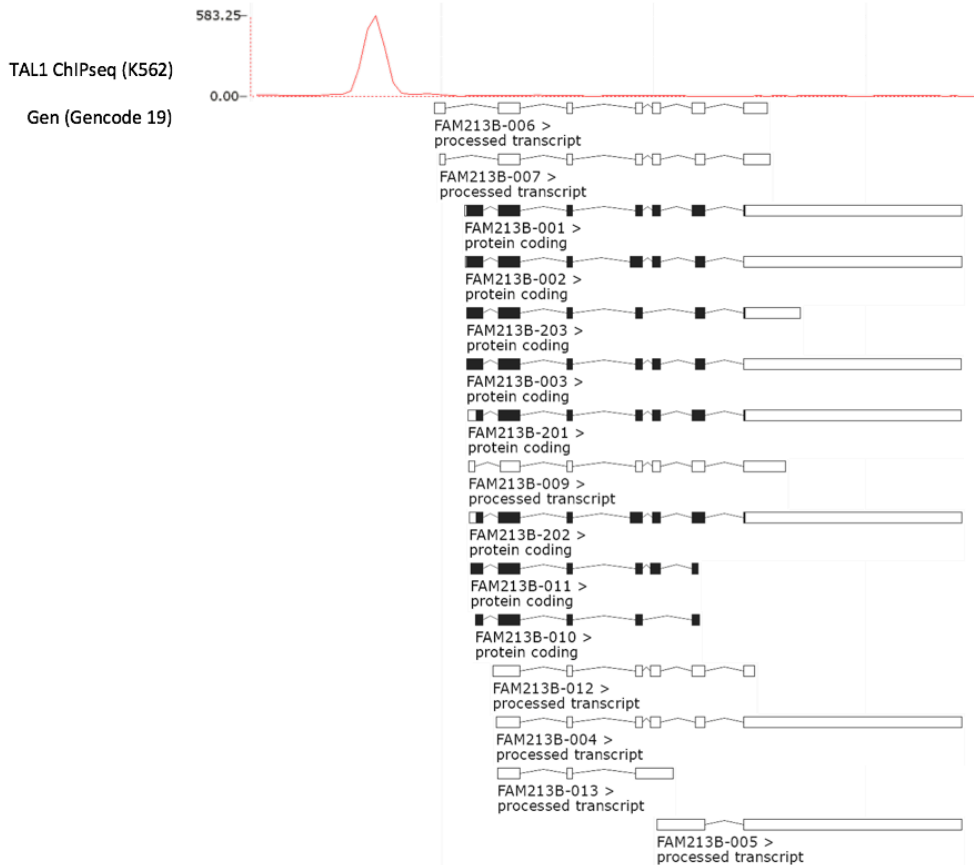 583.25
TAL1 ChIPseq (K562)
0.00
Gen (Gencode 19)
FAM213B-006 >
processed transcript
FAM213B-007 >
processed transcript
FAM213B-001 >
protein coding
FAM213B-002 >
protein coding
FAM213B-203 >
protein coding
FAM213B-003 >
protein coding
FAM213B-201 >
protein coding
FAM213B-009 >
processed transcript
FAM213B-202 >
protein coding
FAM213B-011 >
protein coding
FAM213B-010 >
protein coding
FAM213B-012 >
processed transcript
FAM213B-004 >
processed transcript
FAM213B-013 >
processed transcript
FAM213B-005 >
processed transcript